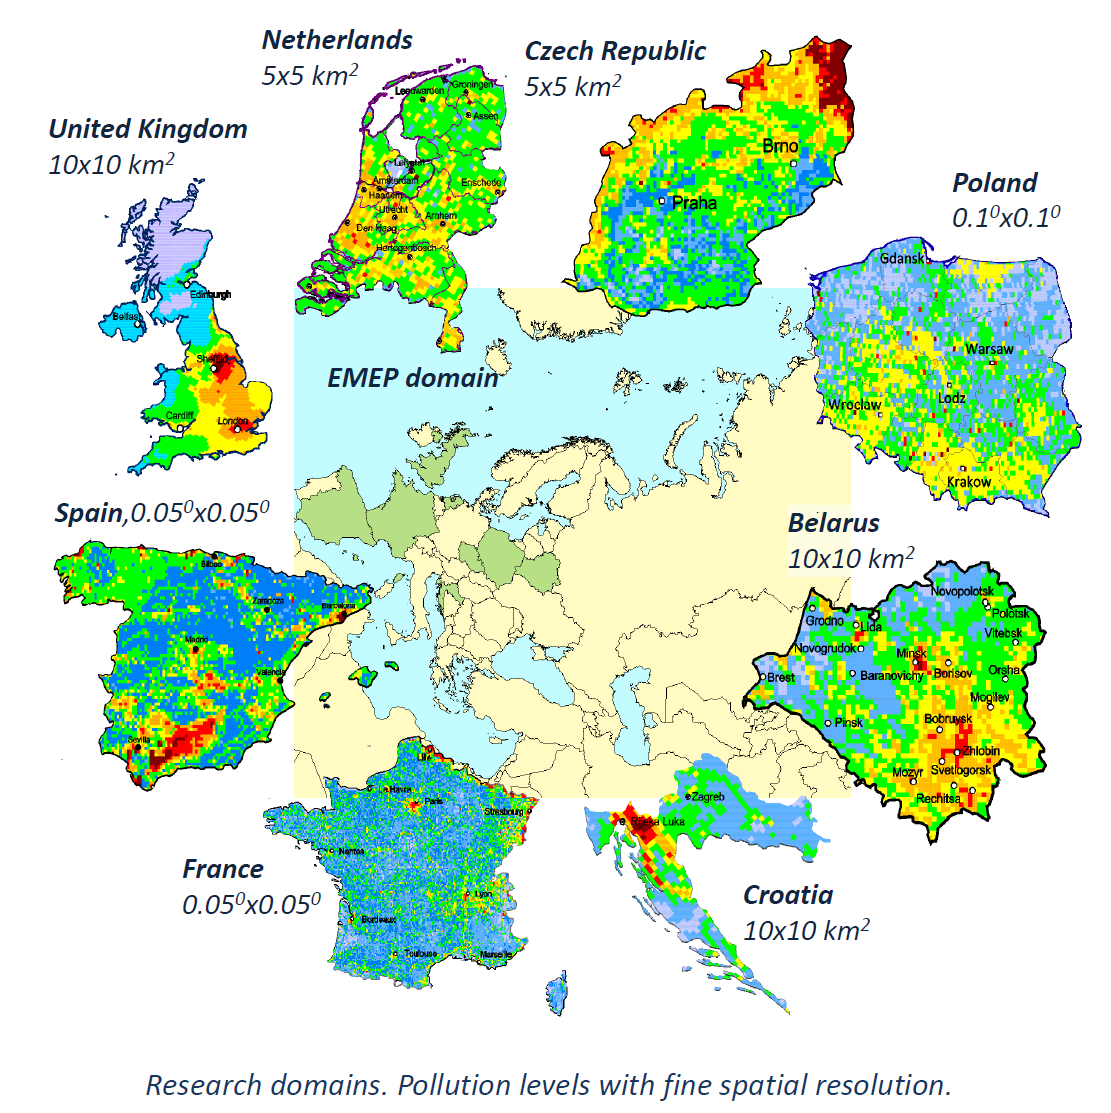 Netherlands
5x5 km²
Czech Republic
5x5 km²
United Kingdom
10x10 km²
Poland
0.1⁰x0.1⁰
Leeuwarden
Groningen
Assen
Lelystad
Amsterdam
Haarlem
Enschede
Utrecht
Arnhem
Den Haag
Hertogenbosch
Brno
Praha
Gdansk
Warsaw
Lodz
Wroclaw
Krakow
Edinburgh
Belfast
Cardiff
London
EMEP domain
Spain,0.05⁰x0.05⁰
Bilbao
Zaragoza
Barcelona
Madrid
Valencia
Sevilla
Belarus
10x10 km²
Novopolotsk
Polotsk
Grodno
Lida
Vitebsk
Novogrudok
Minsk
Borisov
Orsha
Brest
Baranovichy
Mogilev
Pinsk
Bobruysk
Zhlobin
Mozyr
Svetlogorsk
Rechitsa
Paris
Strasbourg
Nantes
Lyon
Bordeaux
Toulouse
Marseille
France
0.05⁰x0.05⁰
Zagreb
Rijeka Luka
Croatia
10x10 km²
Research domains. Pollution levels with fine spatial resolution.